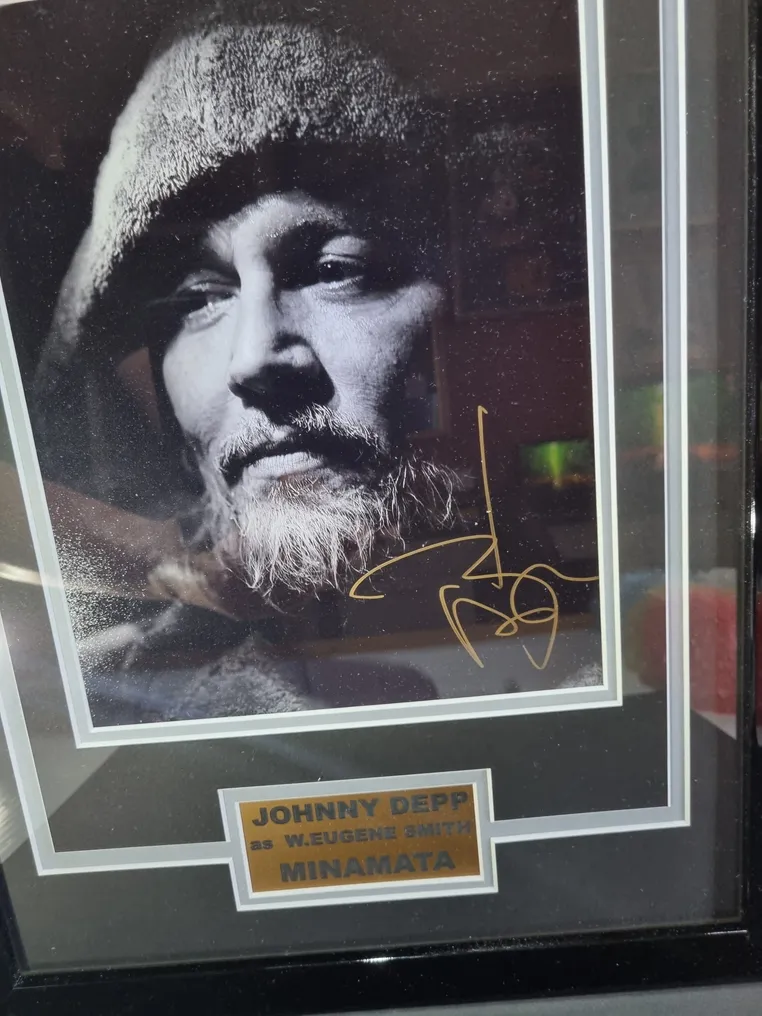 JOHNNY DEPP
as W.EUGENE SMITH
MINAMATA